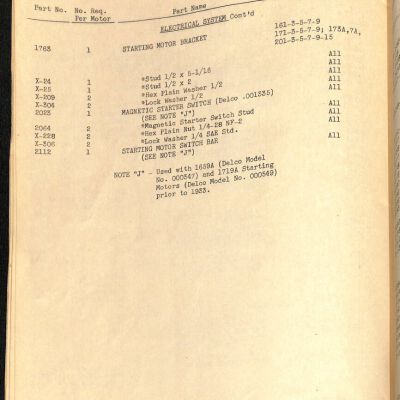 Part No. No. Req. Per Motor Part Name
ELECTRICAL SYSTEM Cont'd
1763 1 STARTING MOTOR BRACKET 161-3-5-7-9
171-3-5-7-9; 173A,7A,
201-3-5-7-9-15
X-24 1 *Stud 1/2 x 5-1/16 All
X-25 1 *Stud 1/2 x 2 All
X-209 2 *Hex Plain Washer 1/2 All
X-304 2 *Lock Washer 1/2 All
2023 1 MAGNETIC STARTER SWITCH (Delco .001335) All
(SEE NOTE "J")
2064 2 *Magnetic Starter Switch Stud All
X-228 2 *Hex Plain Nut 1/4-28 NF-2 All
X-306 2 *Lock Washer 1/4 SAE Std. All
2112 1 STARTING MOTOR SWITCH BAR All
(SEE NOTE "J")
NOTE "J" - Used with 1659A (Delco Model
No. 000547) and 1719A Starting
Motors (Delco Model No. 000549)
prior to 1933.